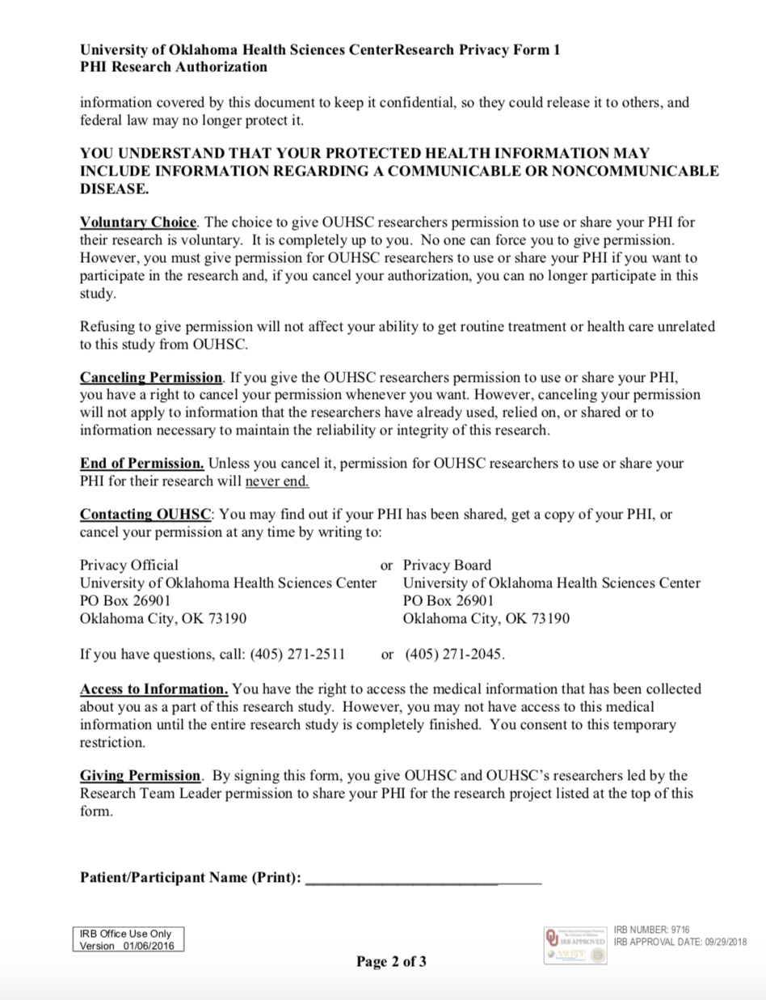 University of Oklahoma Health Sciences CenterResearch Privacy Form 1
PHI Research Authorization
information covered by this document to keep it confidential, so they could release it to others, and
federal law may no longer protect it.
YOU UNDERSTAND THAT YOUR PROTECTED HEALTH INFORMATION MAY
INCLUDE INFORMATION REGARDING A COMMUNICABLE OR NONCOMMUNICABLE
DISEASE.
Voluntary Choice. The choice to give OUHSC researchers permission to use or share your PHI for
their research is voluntary. It is completely up to you. No one can force you to give permission.
However, you must give permission for OUHSC researchers to use or share your PHI if you want to
participate in the research and, if you cancel your authorization, you can no longer participate in this
study.
Refusing to give permission will not affect your ability to get routine treatment or health care unrelated
to this study from OUHSC.
Canceling Permission. If you give the OUHSC researchers permission to use or share your PHI,
you have a right to cancel your permission whenever you want. However, canceling your permission
will not apply to information that the researchers have already used, relied on, or shared or to
information necessary to maintain the reliability or integrity of this research.
End of Permission. Unless you cancel it, permission for OUHSC researchers to use or share your
PHI for their research will never end.
Contacting OUHSC: You may find out if your PHI has been shared, get a copy of your PHI, or
cancel your permission at any time by writing to:
Privacy Official or Privacy Board
University of Oklahoma Health Sciences Center University of Oklahoma Health Sciences Center
PO Box 26901 PO Box 26901
Oklahoma City, OK 73190 Oklahoma City, OK 73190
If you have questions, call: (405) 271-2511 or (405) 271-2045.
Access to Information. You have the right to access the medical information that has been collected
about you as a part of this research study. However, you may not have access to this medical
information until the entire research study is completely finished. You consent to this temporary
restriction.
Giving Permission. By signing this form, you give OUHSC and OUHSC's researchers led by the
Research Team Leader permission to share your PHI for the research project listed at the top of this
form.
Patient/Participant Name (Print): ______________________________
IRB Office Use Only
Version 01/06/2016
IRB APPROVED
IRB NUMBER: 9716
IRB APPROVAL DATE: 09/29/2018
Page 2 of 3